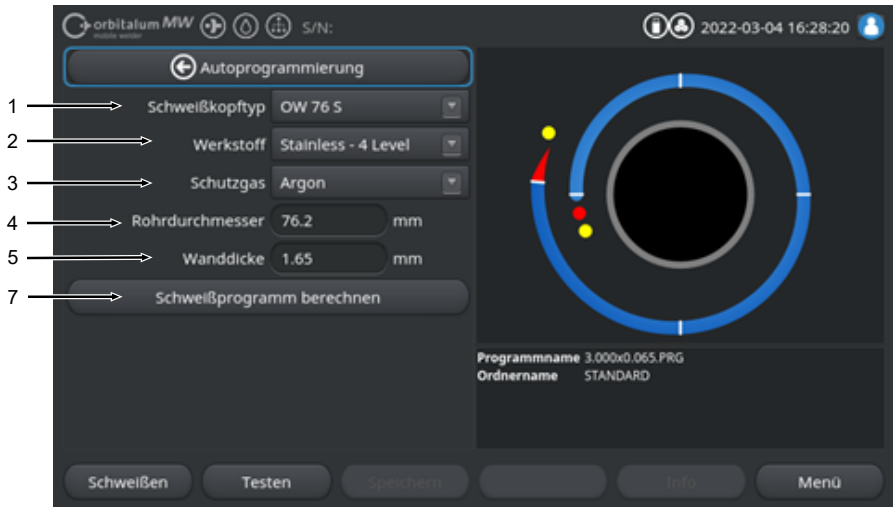 orbitalum MW S/N: 2022-03-04 16:28:20
mobile welder
Autoprogrammierung
1 Schweißkopftyp OW 76 S
2 Werkstoff Stainless - 4 Level
3 Schutzgas Argon
4 Rohrdurchmesser 76.2 mm
5 Wanddicke 1.65 mm
7 Schweißprogramm berechnen
Programmname 3.000x0.065.PRG
Ordnername STANDARD
Schweißen Testen Speichern Info Menü